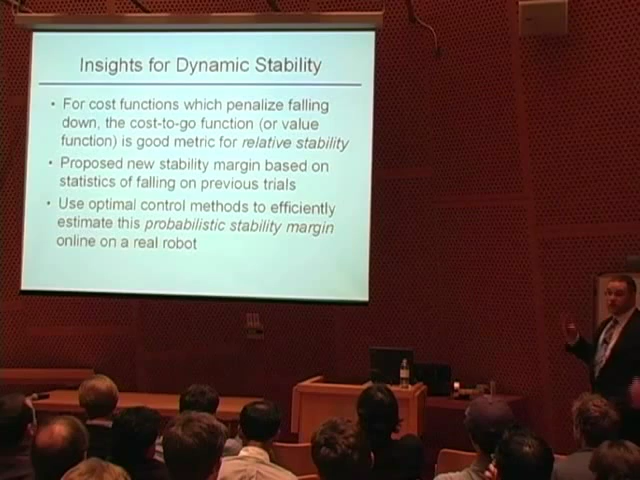 Insights for Dynamic Stability
• For cost functions which penalize falling
down, the cost-to-go function (or value
function) is good metric for relative stability
• Proposed new stability margin based on
statistics of falling on previous trials
• Use optimal control methods to efficiently
estimate this probabilistic stability margin
online on a real robot